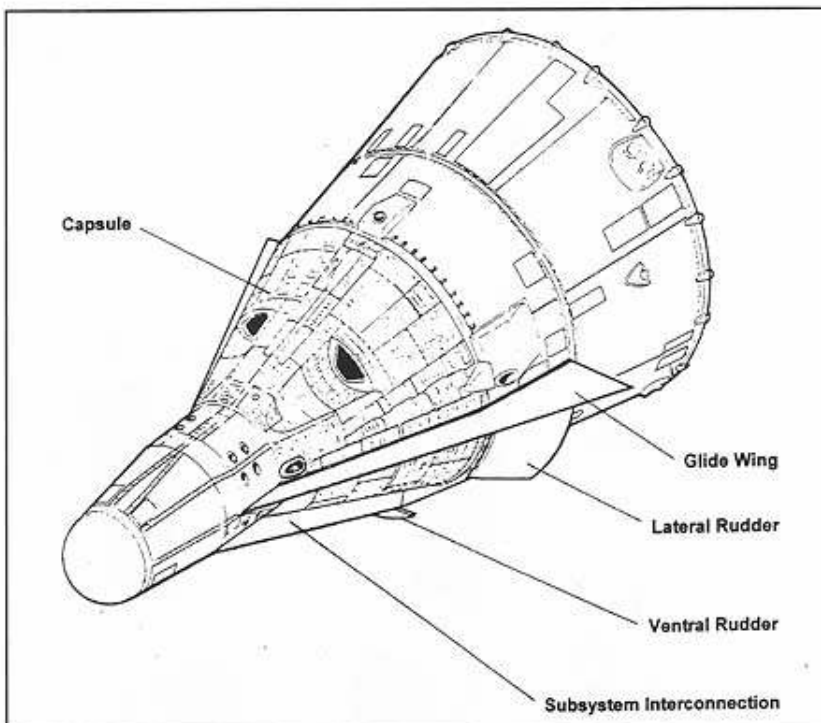 Capsule
Glide Wing
Lateral Rudder
Ventral Rudder
Subsystem Interconnection